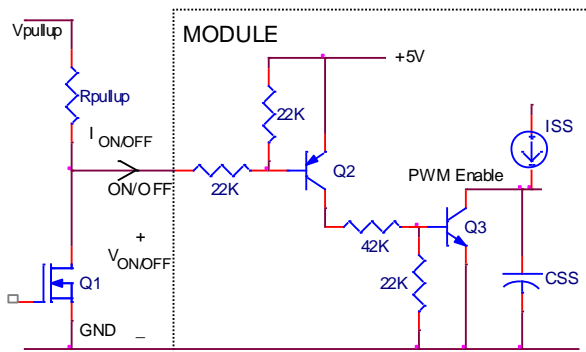 Vpullup
MODULE
+5V
Rpullup
22K
I ON/OFF
ISS
ON/OFF
22K
Q2
PWM Enable
Q3
42K
+
V ON/OFF
22K
CSS
Q1
GND
_